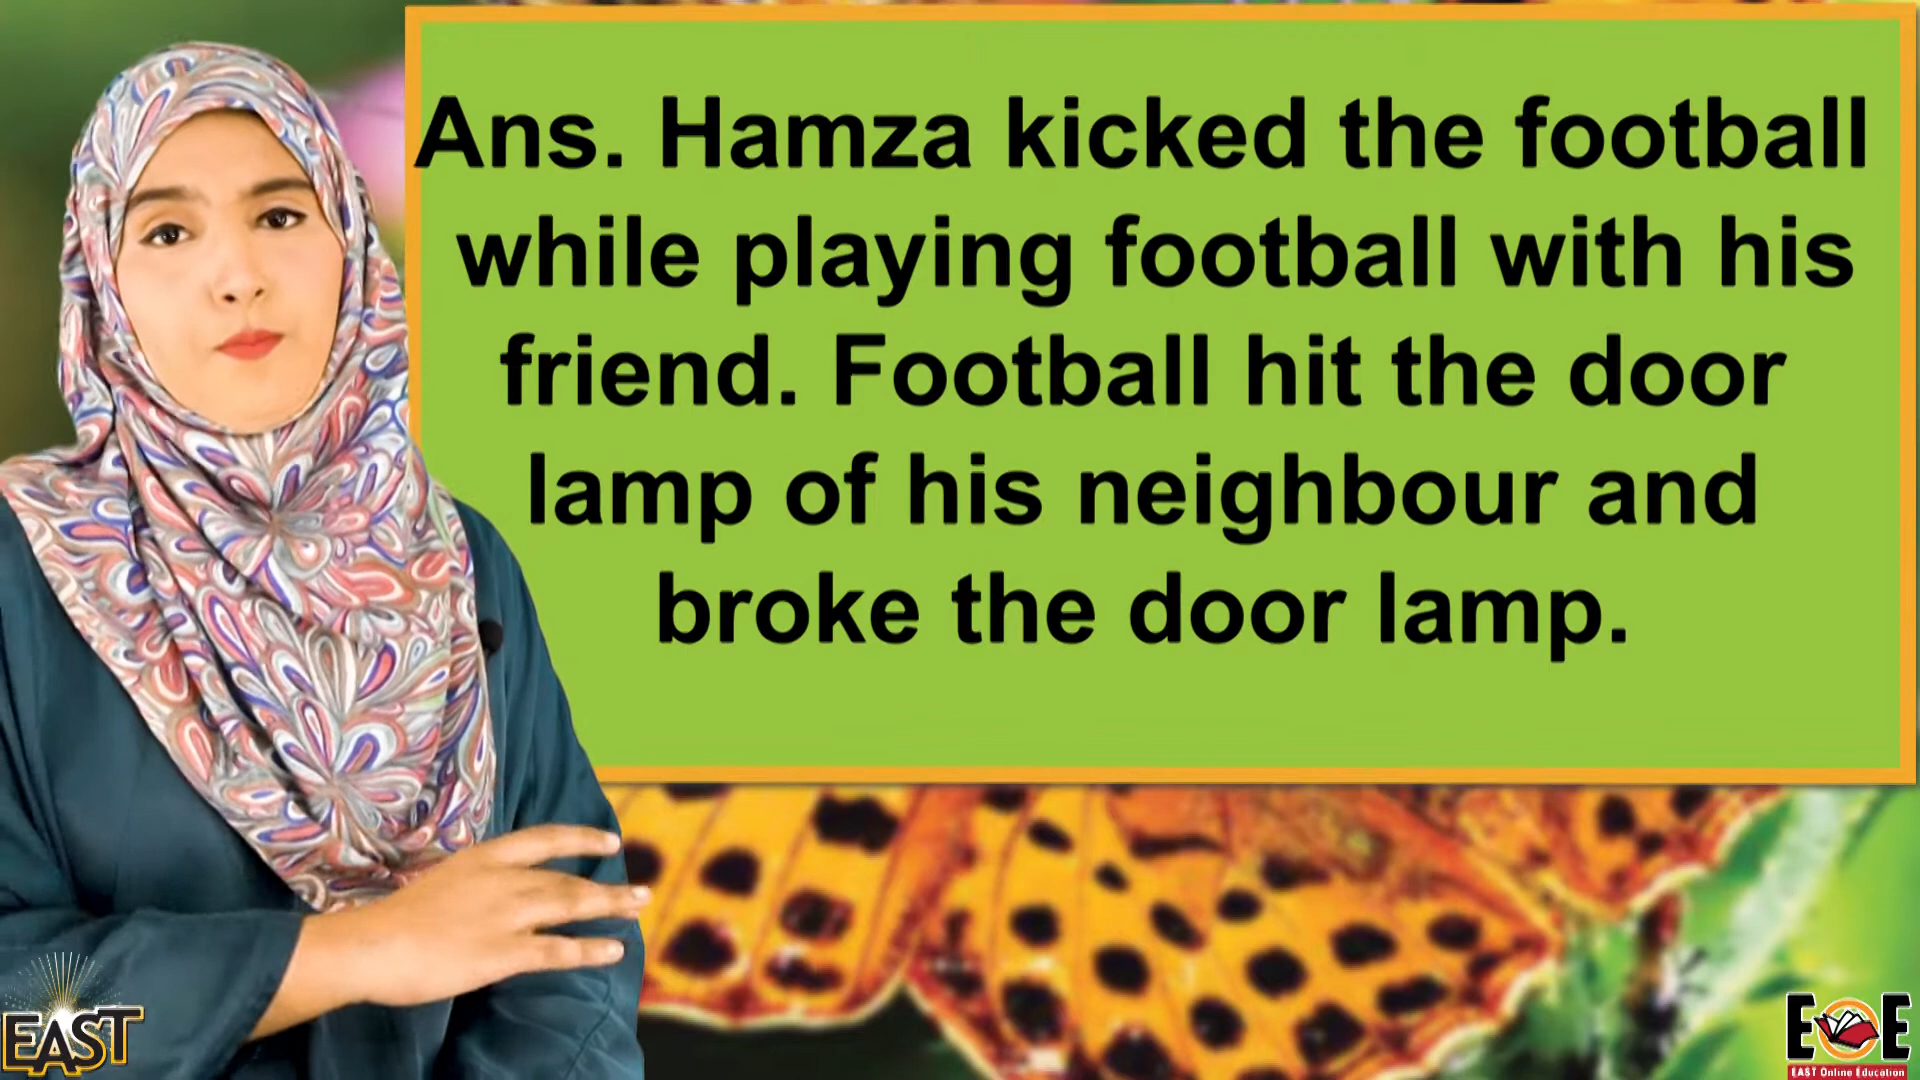 Ans. Hamza kicked the football
while playing football with his
friend. Football hit the door
lamp of his neighbour and
broke the door lamp.
EAST
EOE
EAST Online Education